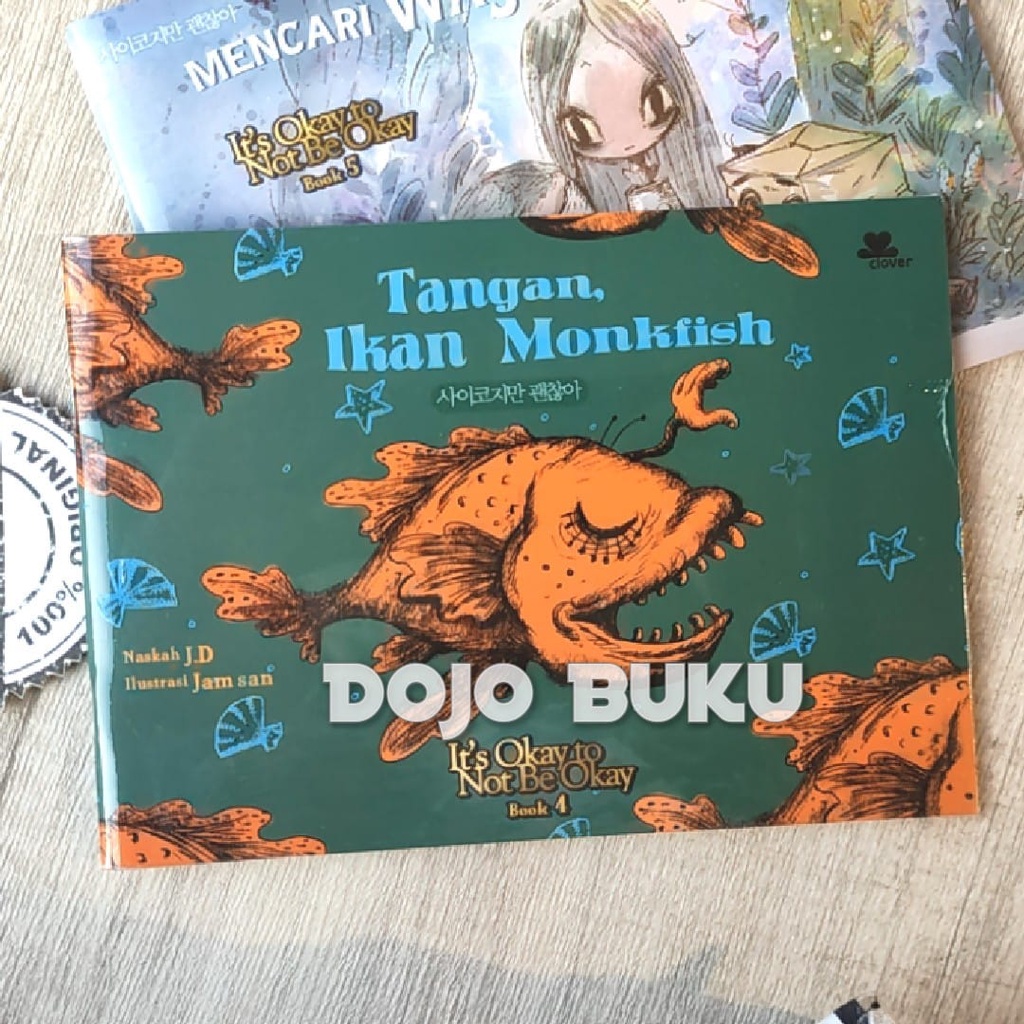 사이코지만 괜찮아
MENCARI
It's Okay to
Not Be Okay
Book 5
clover
Tangan,
Ikan Monkfish
사이코지만 괜찮아
100% ORIGINAL
Naskah J.D
Ilustrasi Jam san
DOJO BUKU
It's Okay to
Not Be Okay
Book 4